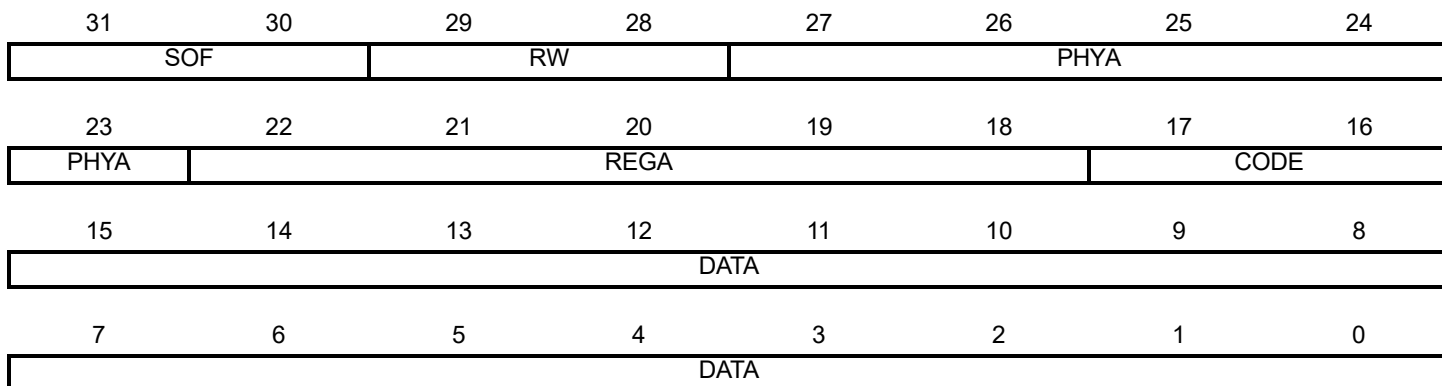 31 30 29 28 27 26 25 24
SOF RW PHYA
23 22 21 20 19 18 17 16
PHYA REGA CODE
15 14 13 12 11 10 9 8
DATA
7 6 5 4 3 2 1 0
DATA